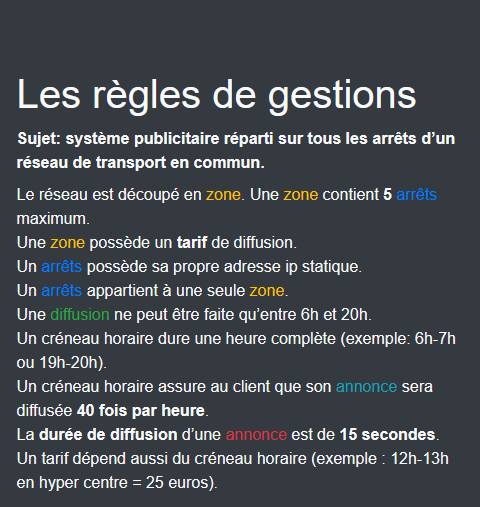 Les règles de gestions
Sujet: système publicitaire réparti sur tous les arrêts d’un
réseau de transport en commun.
Le réseau est découpé en zone. Une zone contient 5 arrêts
maximum.
Une zone possède un tarif de diffusion.
Un arrêts possède sa propre adresse ip statique.
Un arrêts appartient à une seule zone.
Une diffusion ne peut être faite qu’entre 6h et 20h.
Un créneau horaire dure une heure complète (exemple: 6h-7h
ou 19h-20h).
Un créneau horaire assure au client que son annonce sera
diffusée 40 fois par heure.
La durée de diffusion d’une annonce est de 15 secondes.
Un tarif dépend aussi du créneau horaire (exemple : 12h-13h
en hyper centre = 25 euros).